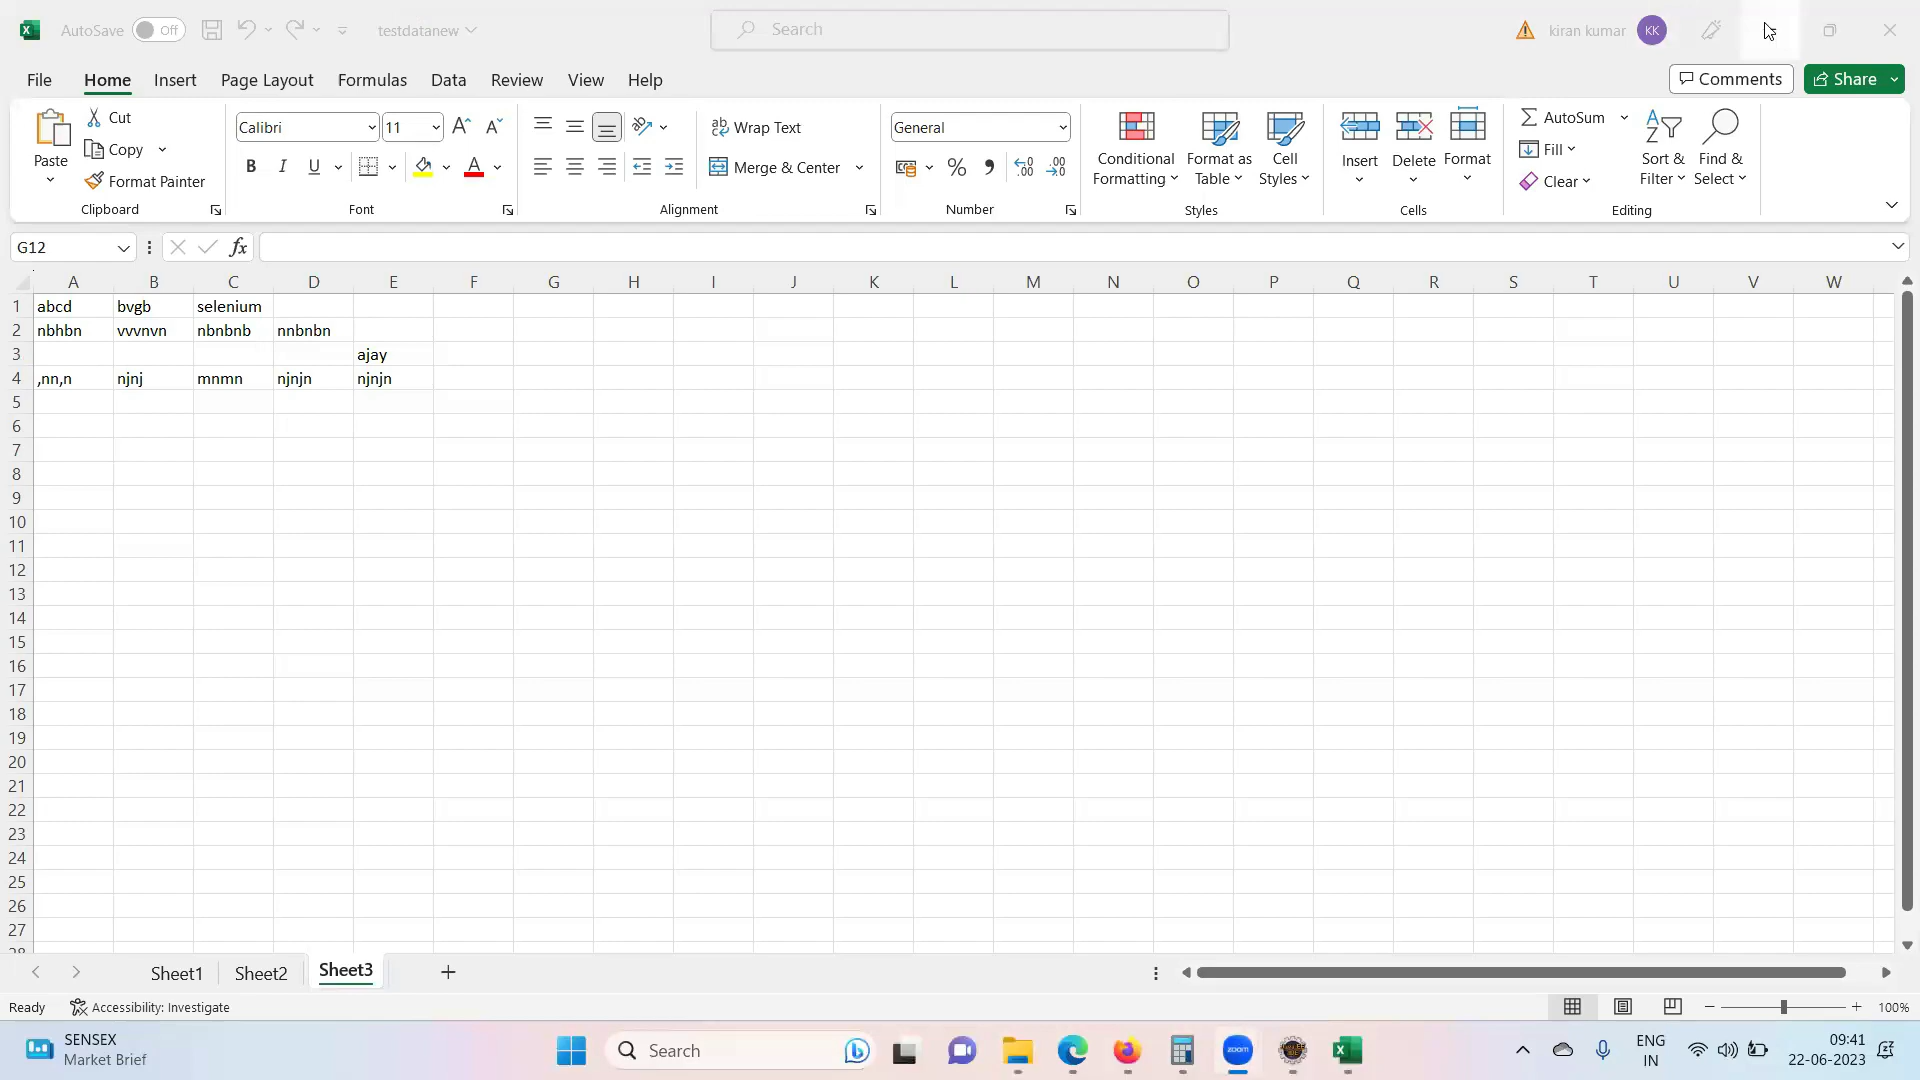 AutoSave Off testdatanew Search kiran kumar KK
File Home Insert Page Layout Formulas Data Review View Help Comments Share
Paste Cut Copy Format Painter Clipboard
Calibri 11 B I U A Font
Wrap Text Merge & Center Alignment
General % Number
Conditional Formatting Format as Table Cell Styles Styles
Insert Delete Format Cells
AutoSum Fill Clear Sort & Filter Find & Select Editing
G12 fx
A B C D E F G H I J K L M N O P Q R S T U V W
1 abcd bvgb selenium
2 nbhbn vvvnvn nbnbnb nnbnbn
3 ajay
4 ,nn,n njnj mnmn njnjn njnjn
5
6
7
8
9
10
11
12
13
14
15
16
17
18
19
20
21
22
23
24
25
26
27
28
Sheet1 Sheet2 Sheet3 +
Ready Accessibility: Investigate 100%
SENSEX Search zoom ENG 09:41
Market Brief IN 22-06-2023